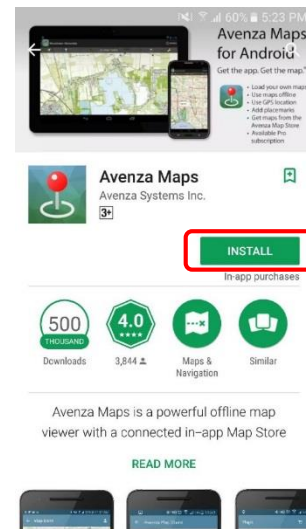 60% 5:23 PM
Avenza Maps
for Android
Get the app. Get the map.
- Load your own maps
- Use maps offline
- Use GPS location
- Add placemarks
- Get maps from the
Avenza Map Store
- Available Pro
subscription
Avenza Maps
Avenza Systems Inc.
3+
INSTALL
In-app purchases
500
THOUSAND
4.0
Downloads
3,844
Maps &
Navigation
Similar
Avenza Maps is a powerful offline map
viewer with a connected in-app Map Store
READ MORE